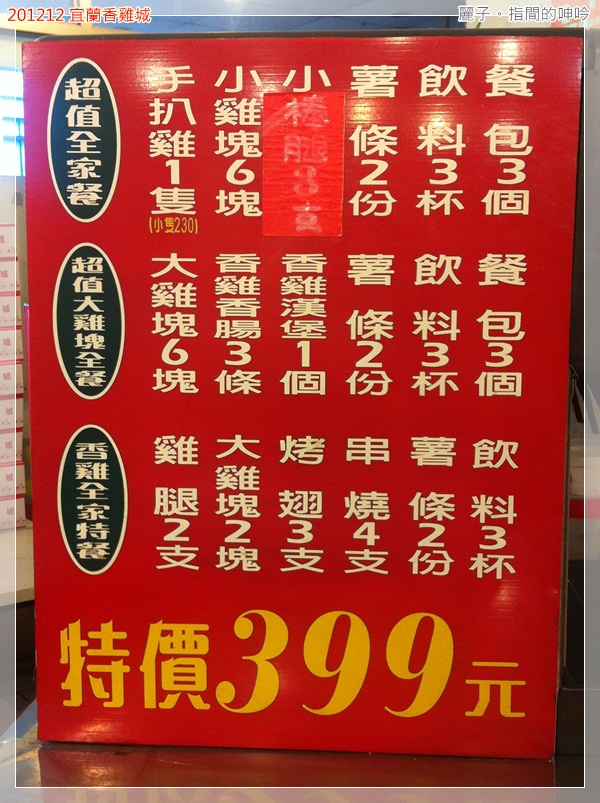 201212 宜蘭香雞城
麗子。指間的呻吟
超值全家餐
手扒雞1隻
(小隻230)
小雞塊6塊
小棒腿3支
薯條2份
飲料3杯
餐包3個
超值大雞塊全餐
大雞塊6塊
香雞香腸3條
香雞漢堡1個
薯條2份
飲料3杯
餐包3個
香雞全家特餐
雞腿2支
大雞塊2塊
烤翅3支
串燒4支
薯條2份
飲料3杯
特價399元